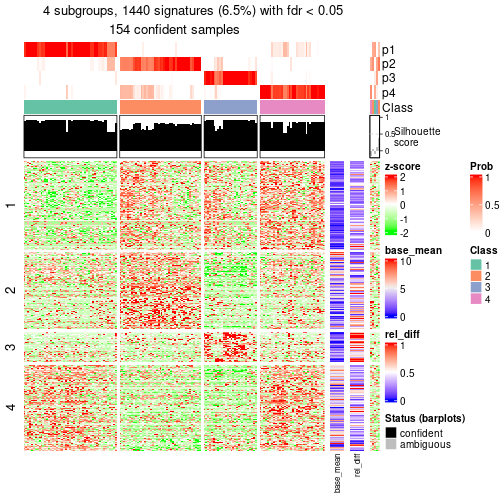 4 subgroups, 1440 signatures (6.5%) with fdr < 0.05
154 confident samples
p1
p2
p3
p4
Class
1
0.5
0
Silhouette
score
1
2
3
4
z-score
2
1
0
-1
-2
base_mean
10
5
0
rel_diff
1
0.5
0
Status (barplots)
confident
ambiguous
Prob
1
0.5
0
Class
1
2
3
4
base_mean
rel_diff